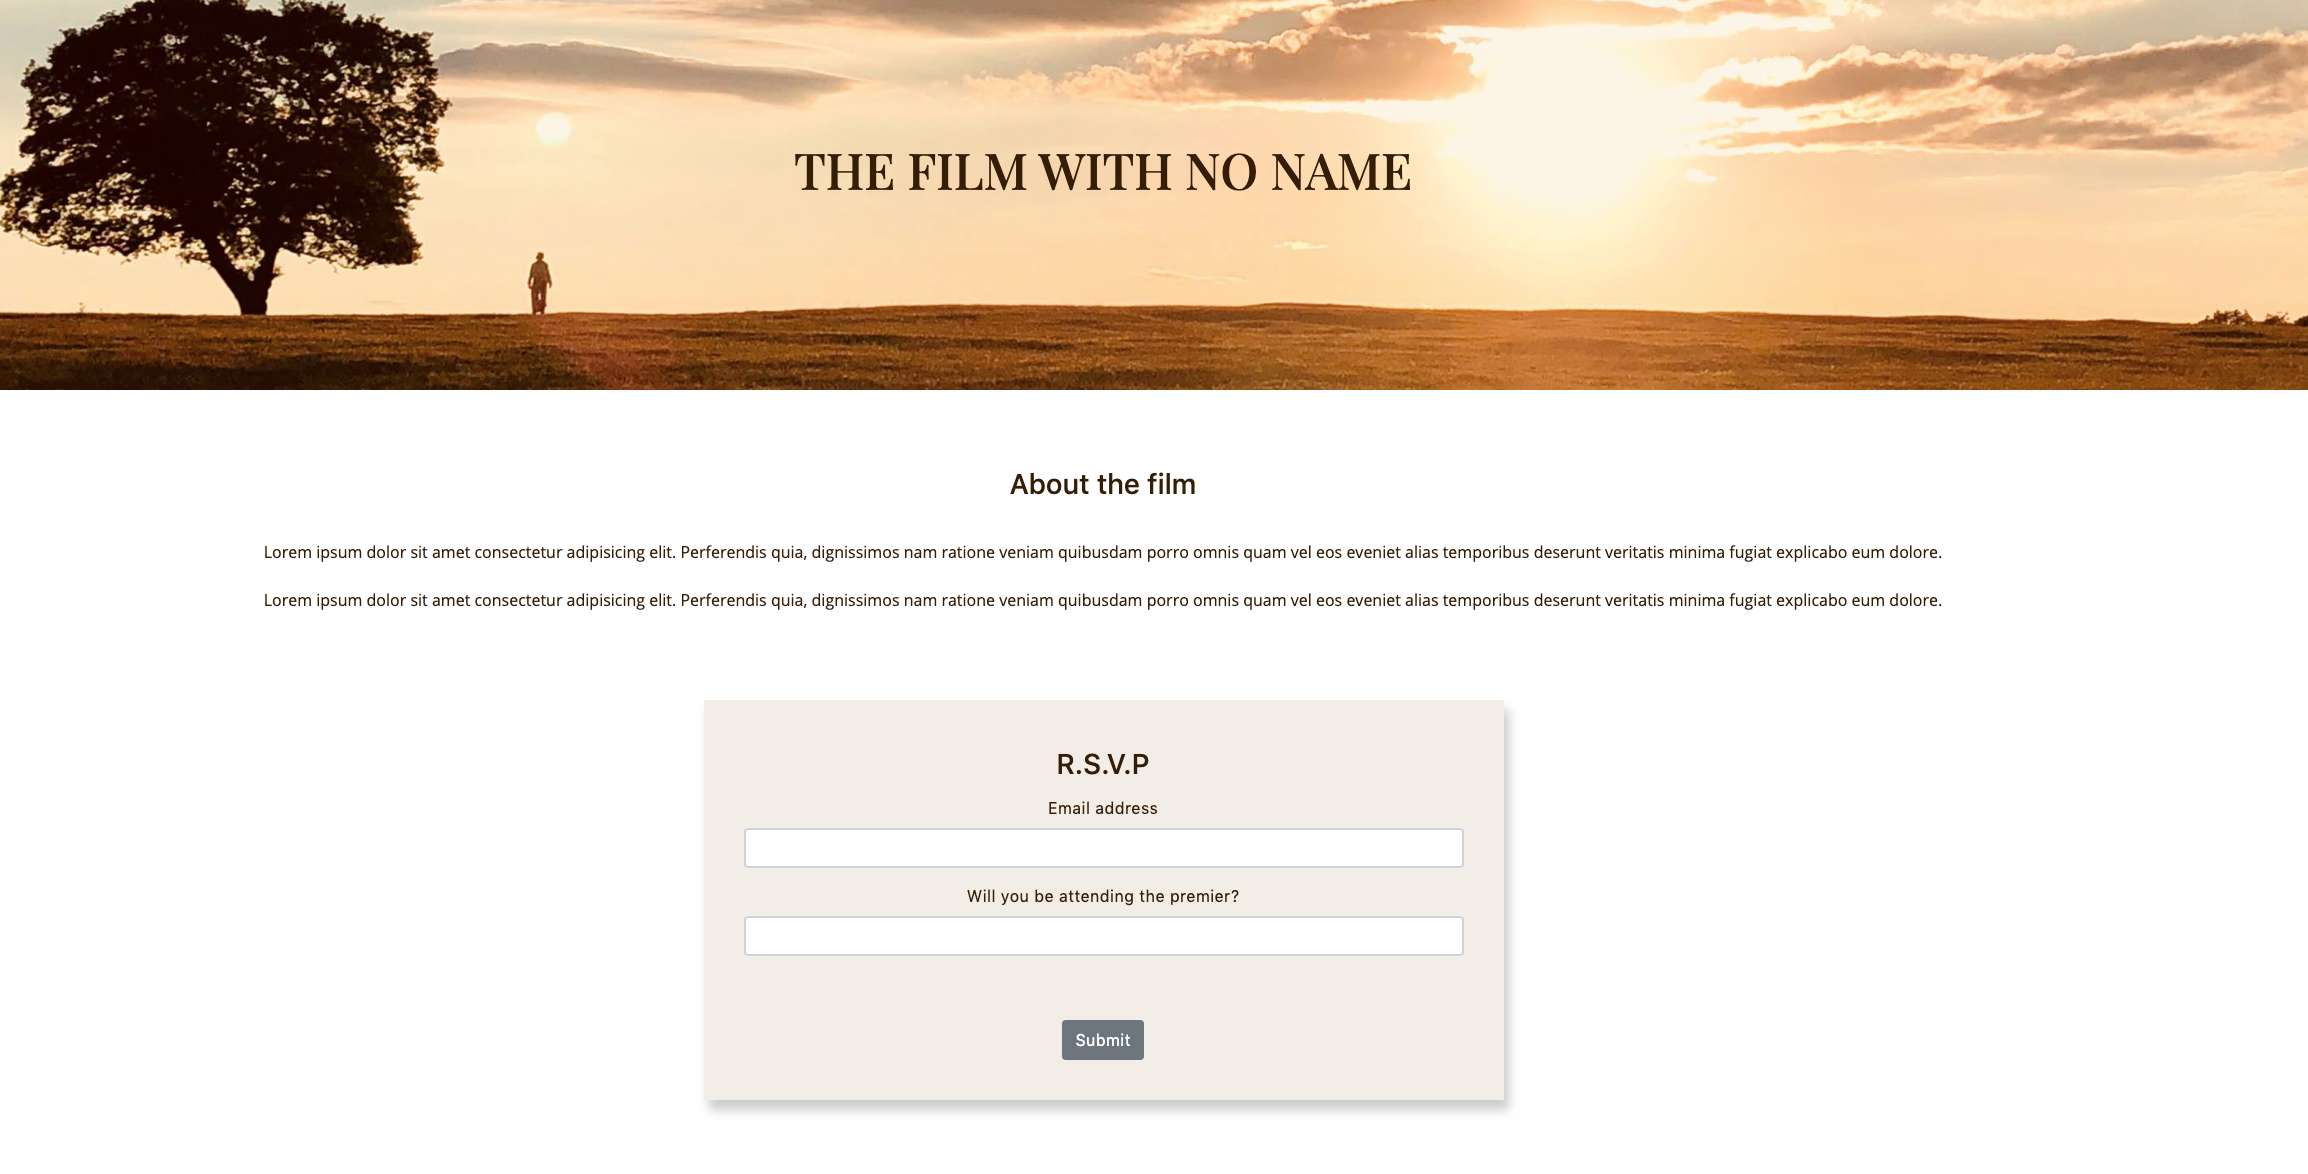 THE FILM WITH NO NAME
About the film
Lorem ipsum dolor sit amet consectetur adipisicing elit. Perferendis quia, dignissimos nam ratione veniam quibusdam porro omnis quam vel eos eveniet alias temporibus deserunt veritatis minima fugiat explicabo eum dolore.
Lorem ipsum dolor sit amet consectetur adipisicing elit. Perferendis quia, dignissimos nam ratione veniam quibusdam porro omnis quam vel eos eveniet alias temporibus deserunt veritatis minima fugiat explicabo eum dolore.
R.S.V.P
Email address
Will you be attending the premier?
Submit